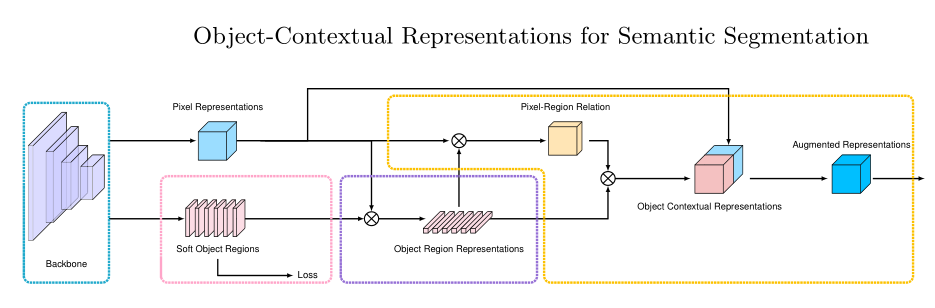 Object-Contextual Representations for Semantic Segmentation
Pixel Representations
Pixel-Region Relation
Augmented Representations
Object Contextual Representations
Soft Object Regions
Object Region Representations
Backbone
Loss